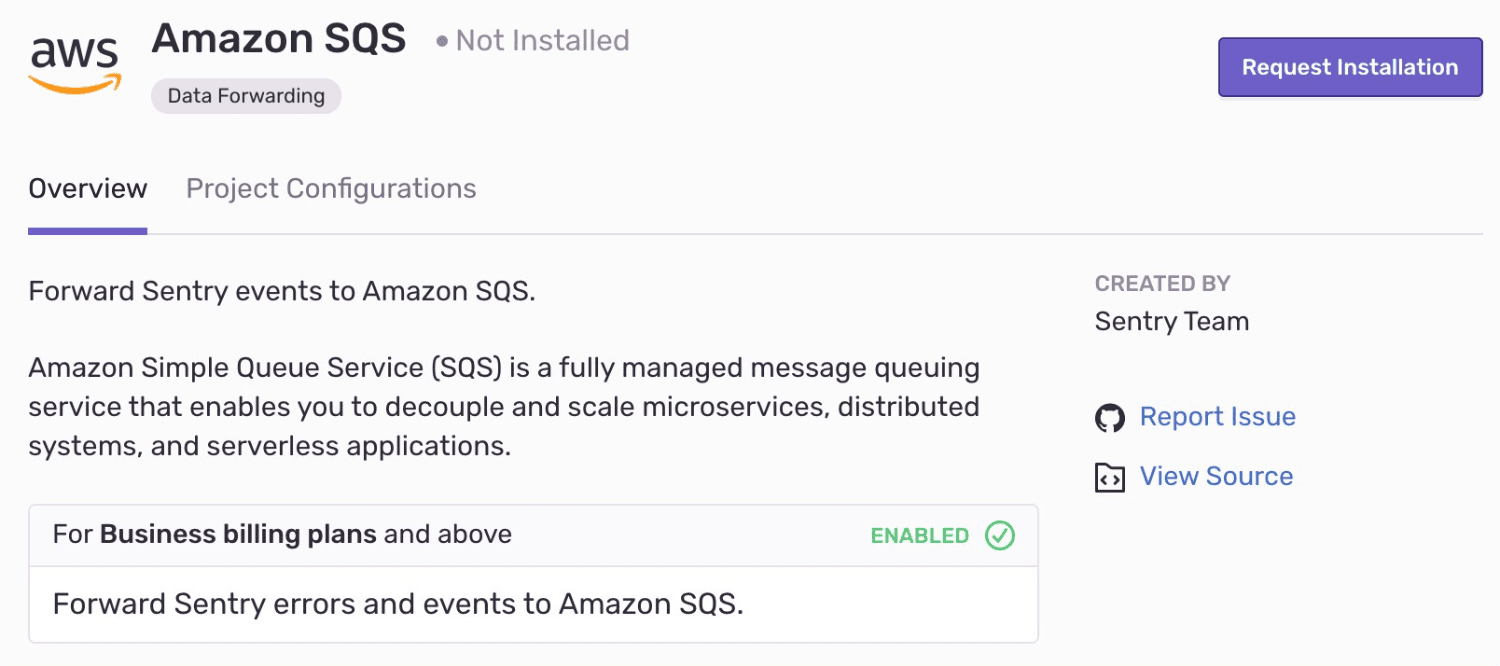 aws
Amazon SQS
Not Installed
Data Forwarding
Request Installation
Overview
Project Configurations
Forward Sentry events to Amazon SQS.
Amazon Simple Queue Service (SQS) is a fully managed message queuing
service that enables you to decouple and scale microservices, distributed
systems, and serverless applications.
For Business billing plans and above
ENABLED
Forward Sentry errors and events to Amazon SQS.
CREATED BY
Sentry Team
Report Issue
View Source